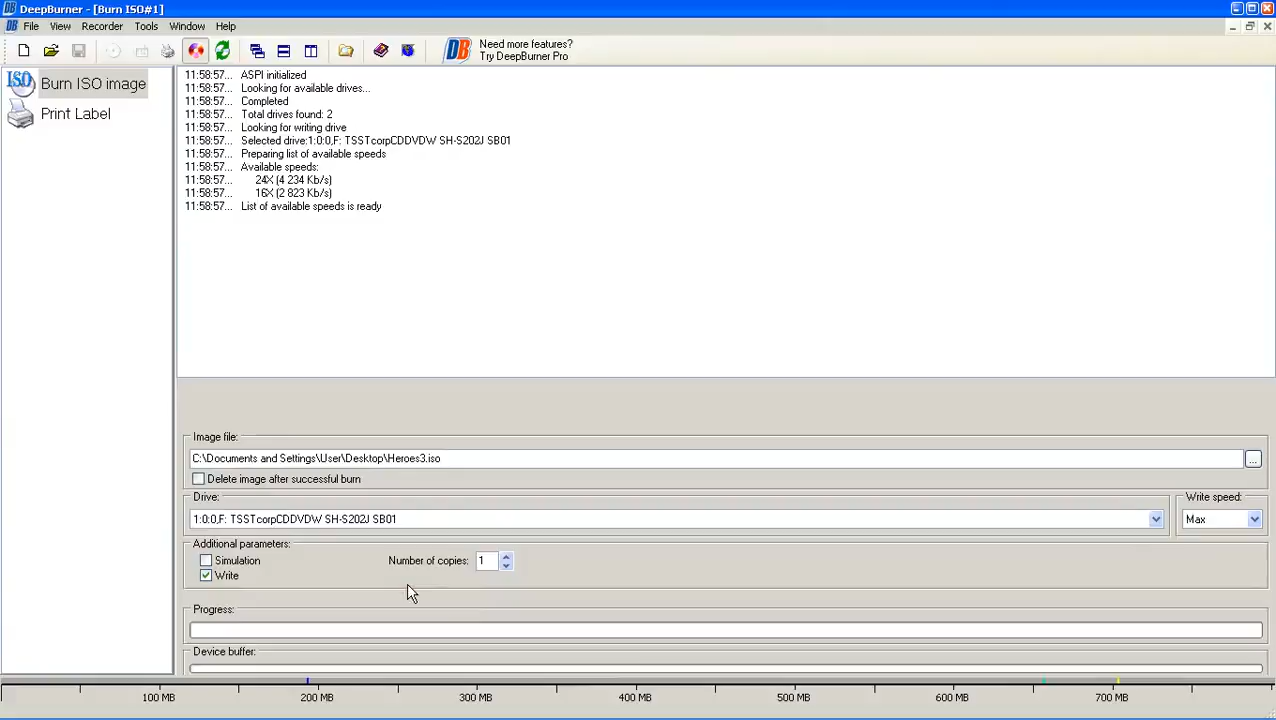 DeepBurner - [Burn ISO#1]
File View Recorder Tools Window Help
Need more features?
Try DeepBurner Pro
ISO Burn ISO image
Print Label
11:58:57... ASPI initialized
11:58:57... Looking for available drives...
11:58:57... Completed
11:58:57... Total drives found: 2
11:58:57... Looking for writing drive
11:58:57... Selected drive:1:0:0,F: TSSTcorpCDDVDW SH-S202J SB01
11:58:57... Preparing list of available speeds
11:58:57... Available speeds:
11:58:57... 24X (4 234 Kb/s)
11:58:57... 16X (2 823 Kb/s)
11:58:57... List of available speeds is ready
Image file:
C:\Documents and Settings\User\Desktop\Heroes3.iso ...
Delete image after successful burn
Drive: Write speed:
1:0:0,F: TSSTcorpCDDVDW SH-S202J SB01 Max
Additional parameters:
Simulation Number of copies: 1
Write
Progress:
Device buffer:
100 MB 200 MB 300 MB 400 MB 500 MB 600 MB 700 MB